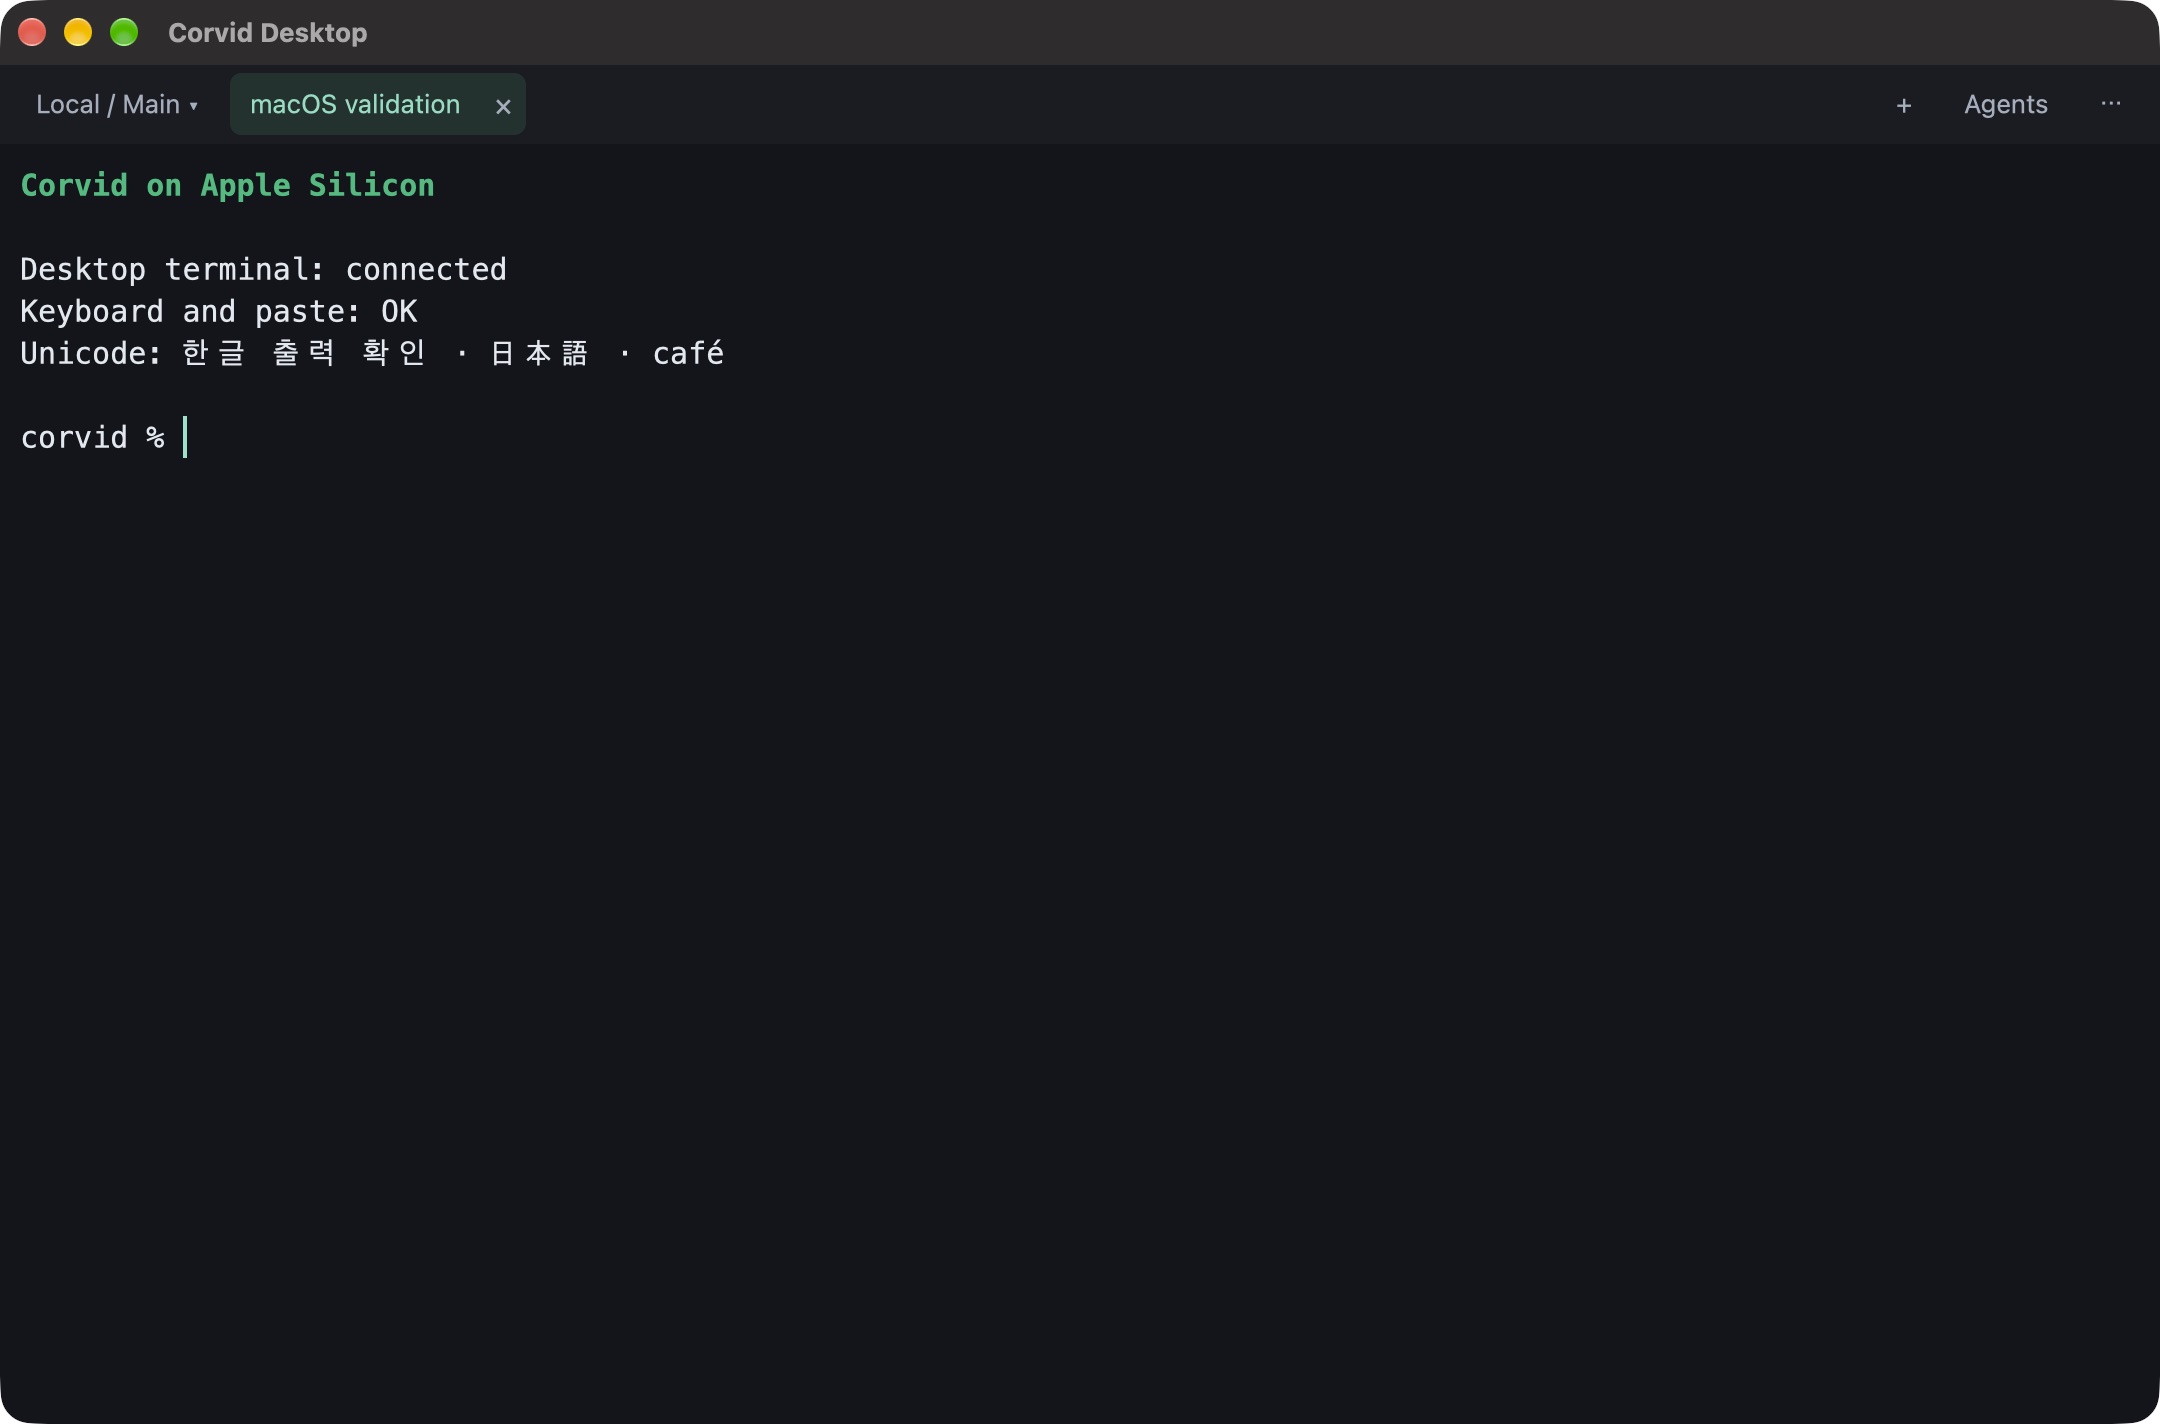 Corvid Desktop
Local / Main ▾ macOS validation × + Agents ···
Corvid on Apple Silicon
Desktop terminal: connected
Keyboard and paste: OK
Unicode: 한글 출력 확인 · 日本語 · café
corvid %